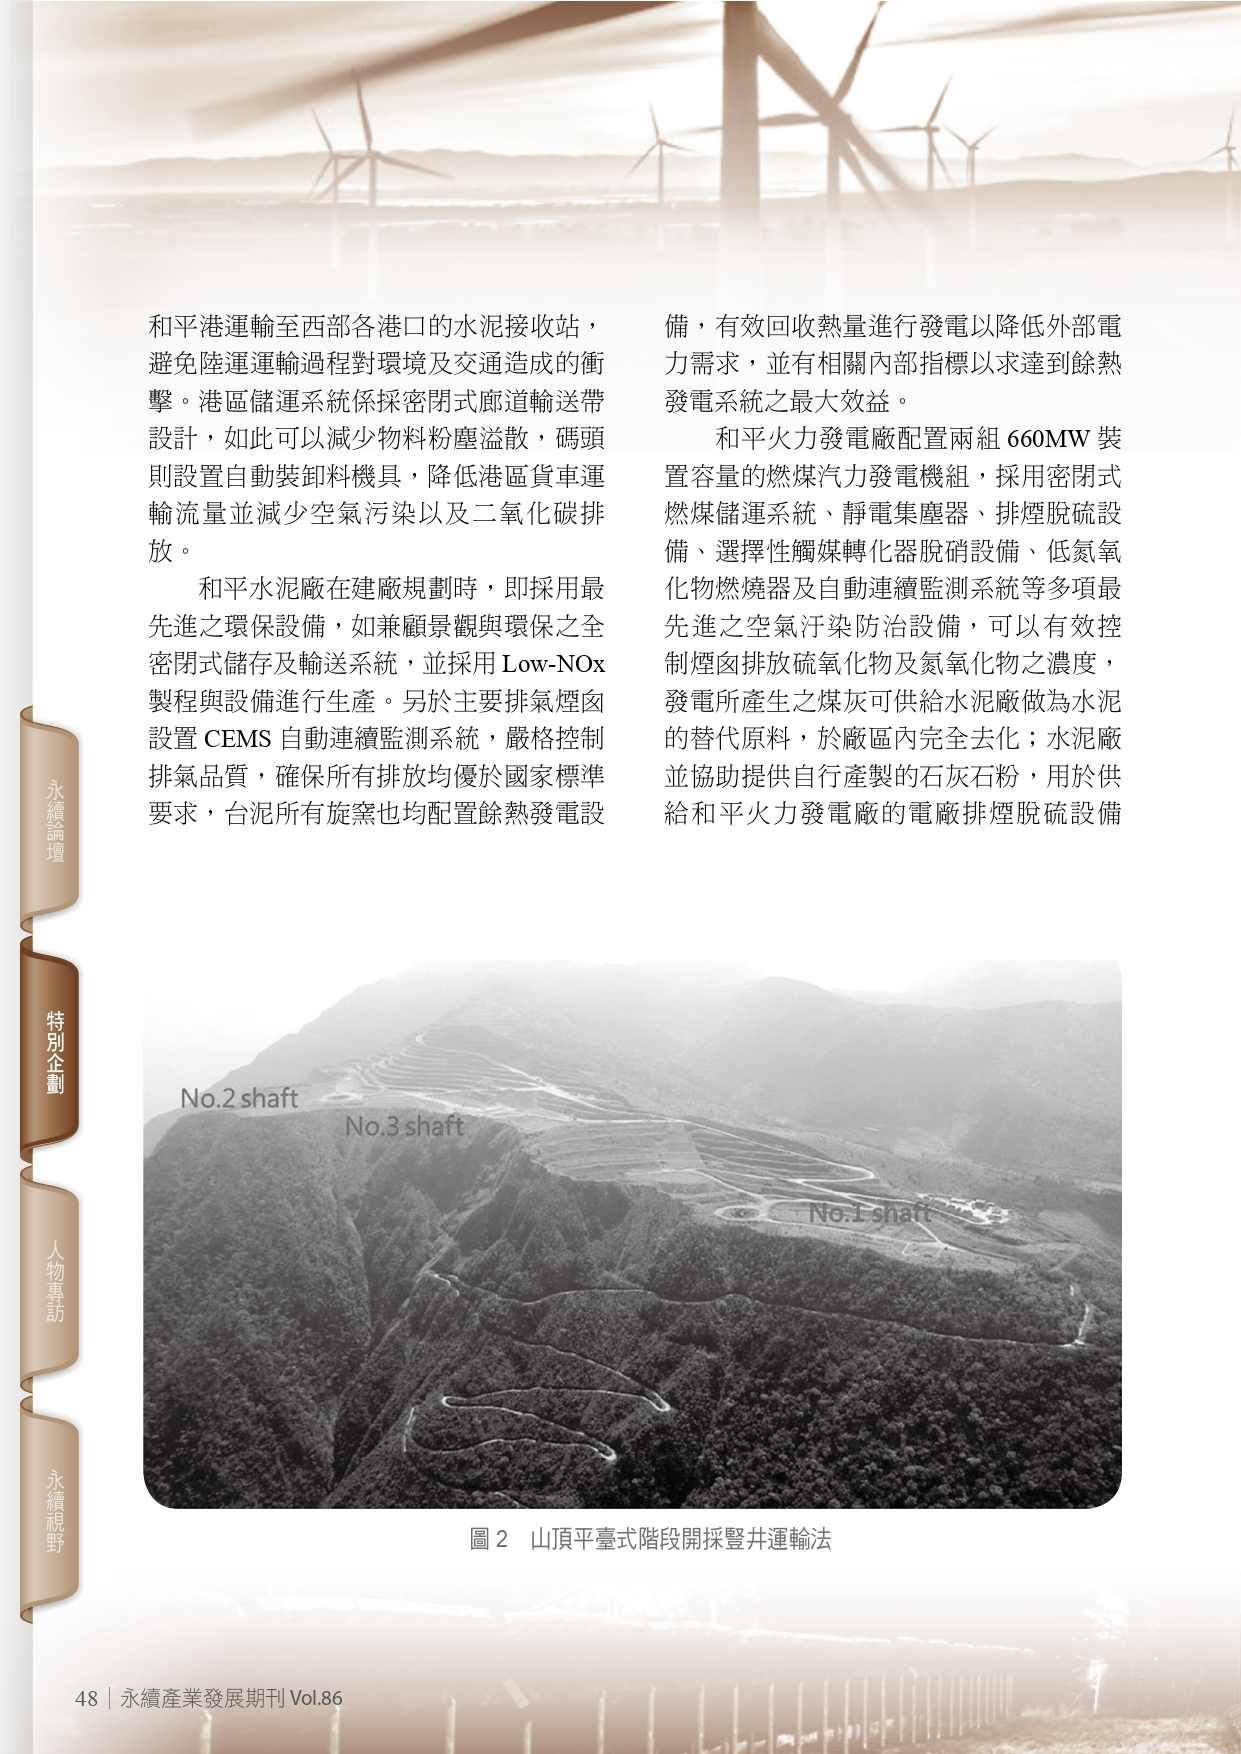 和平港運輸至西部各港口的水泥接收站，
避免陸運運輸過程對環境及交通造成的衝
擊。港區儲運系統係採密閉式廊道輸送帶
設計，如此可以減少物料粉塵溢散，碼頭
則設置自動裝卸料機具，降低港區貨車運
輸流量並減少空氣污染以及二氧化碳排
放。
和平水泥廠在建廠規劃時，即採用最
先進之環保設備，如兼顧景觀與環保之全
密閉式儲存及輸送系統，並採用 Low-NOx
製程與設備進行生產。另於主要排氣煙囪
設置 CEMS 自動連續監測系統，嚴格控制
排氣品質，確保所有排放均優於國家標準
要求，台泥所有旋窯也均配置餘熱發電設
備，有效回收熱量進行發電以降低外部電
力需求，並有相關內部指標以求達到餘熱
發電系統之最大效益。
和平火力發電廠配置兩組 660MW 裝
置容量的燃煤汽力發電機組，採用密閉式
燃煤儲運系統、靜電集塵器、排煙脫硫設
備、選擇性觸媒轉化器脫硝設備、低氮氧
化物燃燒器及自動連續監測系統等多項最
先進之空氣汙染防治設備，可以有效控
制煙囪排放硫氧化物及氮氧化物之濃度，
發電所產生之煤灰可供給水泥廠做為水泥
的替代原料，於廠區內完全去化；水泥廠
並協助提供自行產製的石灰石粉，用於供
給和平火力發電廠的電廠排煙脫硫設備
永續論壇
特別企劃
人物專訪
永續視野
No.2 shaft
No.3 shaft
No.1 shaft
圖 2　山頂平臺式階段開採豎井運輸法
48 | 永續產業發展期刊 Vol.86